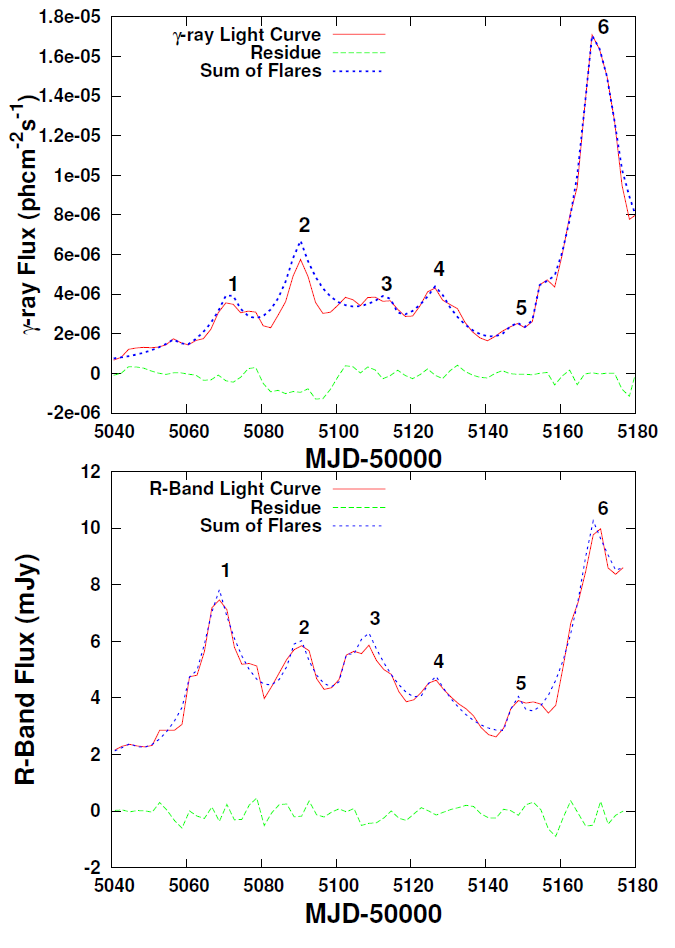 1.8e-05
1.6e-05
1.4e-05
1.2e-05
1e-05
8e-06
6e-06
4e-06
2e-06
0
-2e-06
γ-ray Flux (phcm⁻²s⁻¹)
γ-ray Light Curve
Residue
Sum of Flares
1
2
3
4
5
6
5040 5060 5080 5100 5120 5140 5160 5180
MJD-50000
12
10
8
6
4
2
0
-2
R-Band Flux (mJy)
R-Band Light Curve
Residue
Sum of Flares
1
2
3
4
5
6
5040 5060 5080 5100 5120 5140 5160 5180
MJD-50000